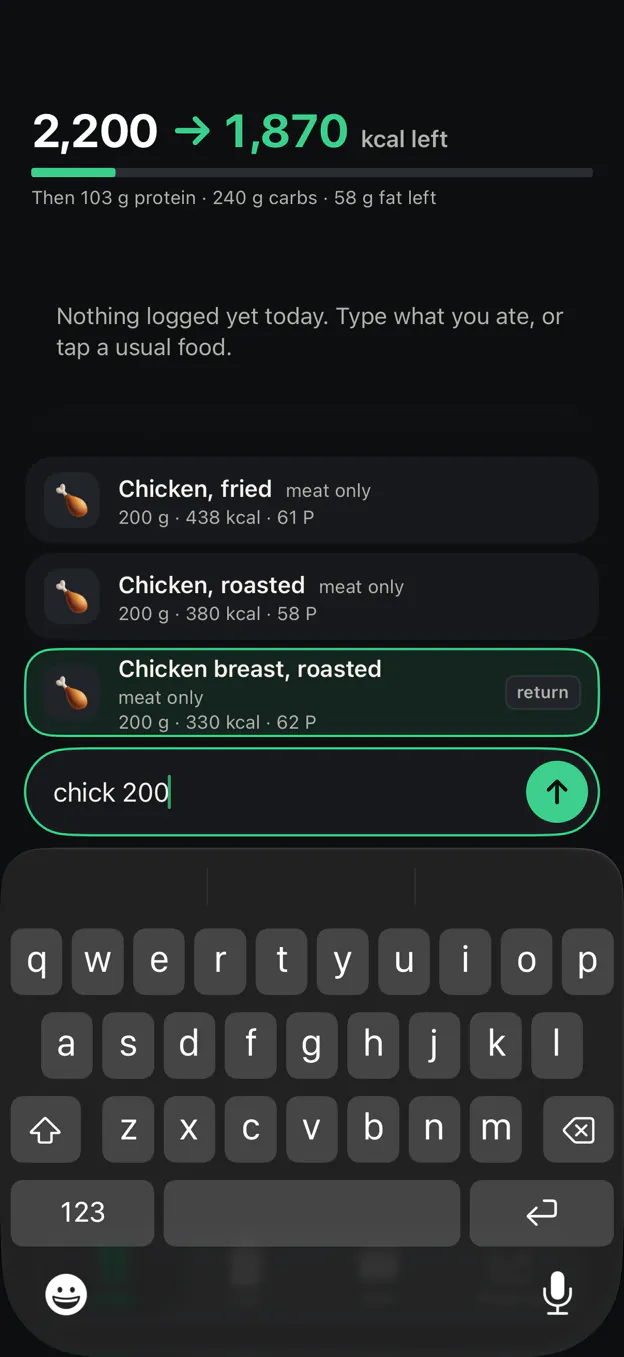 2,200 → 1,870 kcal left
Then 103 g protein · 240 g carbs · 58 g fat left
Nothing logged yet today. Type what you ate, or
tap a usual food.
Chicken, fried meat only
200 g · 438 kcal · 61 P
Chicken, roasted meat only
200 g · 380 kcal · 58 P
Chicken breast, roasted
meat only
200 g · 330 kcal · 62 P
return
chick 200
q w e r t y u i o p
a s d f g h j k l
z x c v b n m
123